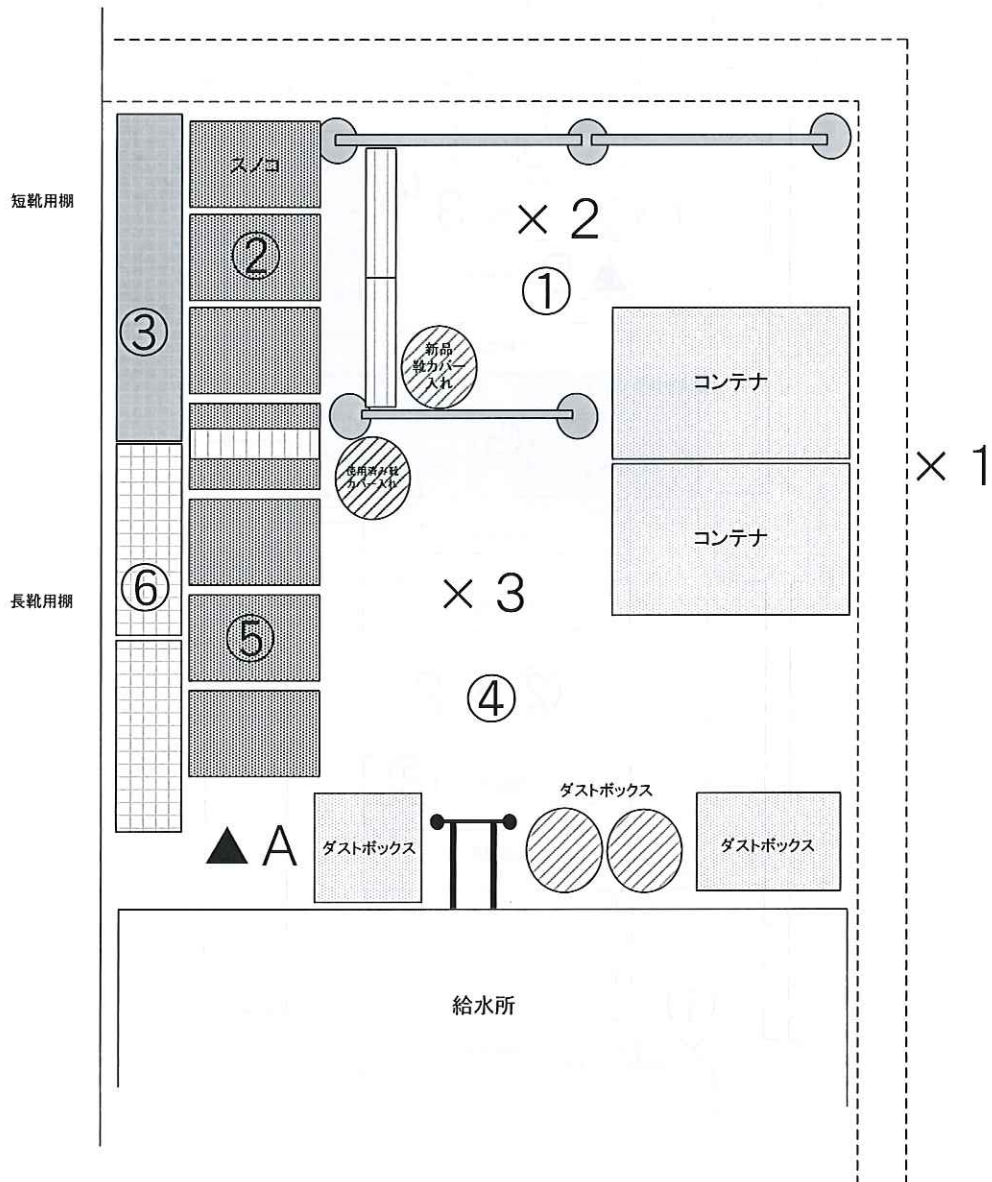 スノコ
短靴用棚
× 2
②
①
③
新品
靴カバー
入れ
コンテナ
使用済み靴
カバー入れ
× 1
コンテナ
⑥
× 3
長靴用棚
⑤
④
ダストボックス
▲ A
ダストボックス
ダストボックス
給水所